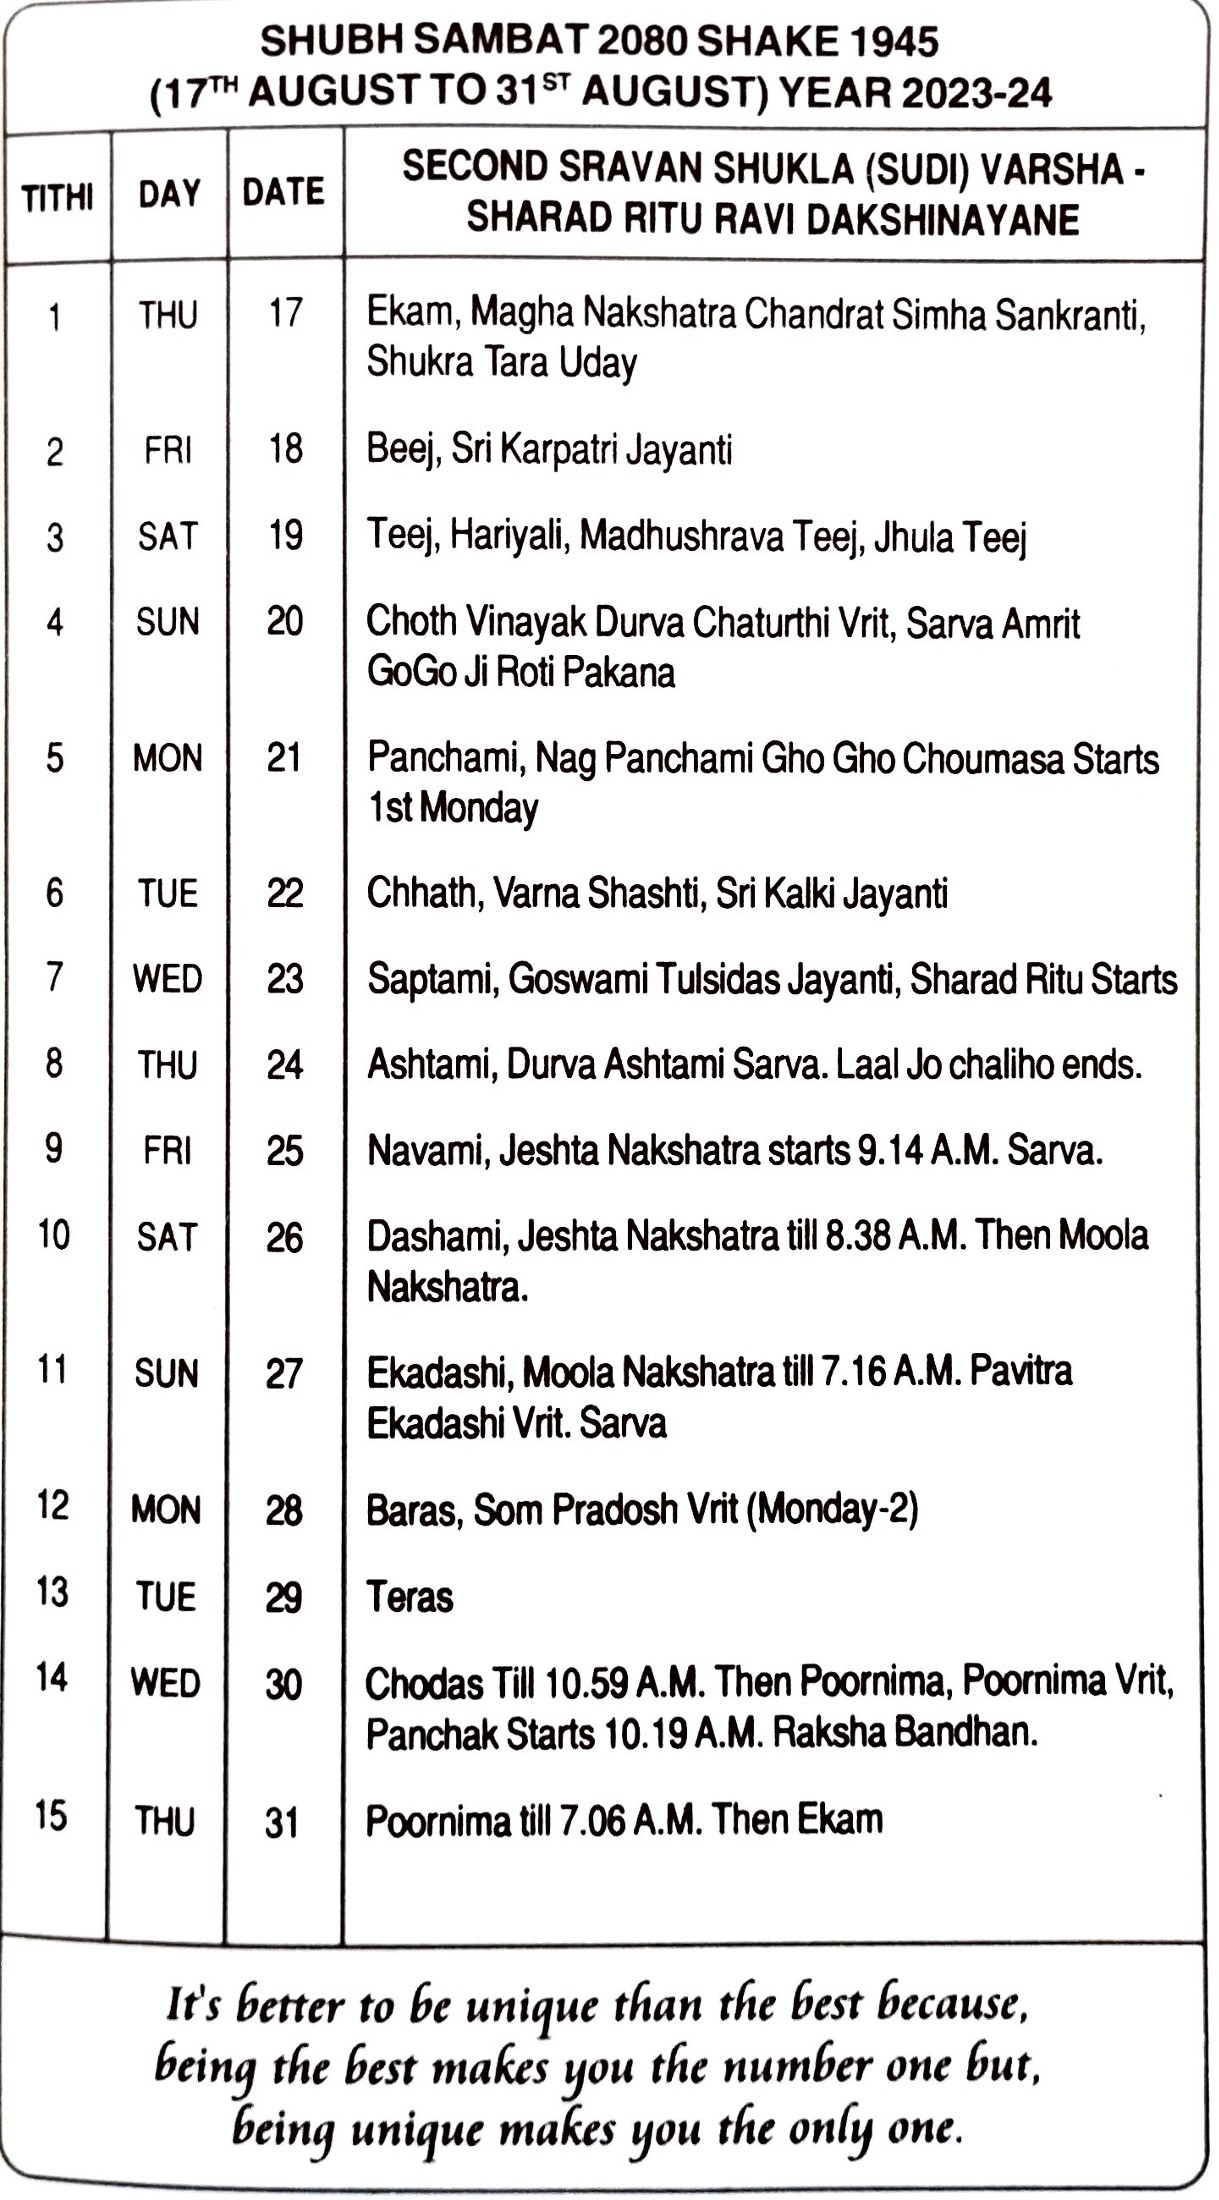 SHUBH SAMBAT 2080 SHAKE 1945
(17TH AUGUST TO 31ST AUGUST) YEAR 2023-24
TITHI DAY DATE SECOND SRAVAN SHUKLA (SUDI) VARSHA -
SHARAD RITU RAVI DAKSHINAYANE
1 THU 17 Ekam, Magha Nakshatra Chandrat Simha Sankranti,
Shukra Tara Uday
2 FRI 18 Beej, Sri Karpatri Jayanti
3 SAT 19 Teej, Hariyali, Madhushrava Teej, Jhula Teej
4 SUN 20 Choth Vinayak Durva Chaturthi Vrit, Sarva Amrit
GoGo Ji Roti Pakana
5 MON 21 Panchami, Nag Panchami Gho Gho Choumasa Starts
1st Monday
6 TUE 22 Chhath, Varna Shashti, Sri Kalki Jayanti
7 WED 23 Saptami, Goswami Tulsidas Jayanti, Sharad Ritu Starts
8 THU 24 Ashtami, Durva Ashtami Sarva. Laal Jo chaliho ends.
9 FRI 25 Navami, Jeshta Nakshatra starts 9.14 A.M. Sarva.
10 SAT 26 Dashami, Jeshta Nakshatra till 8.38 A.M. Then Moola
Nakshatra.
11 SUN 27 Ekadashi, Moola Nakshatra till 7.16 A.M. Pavitra
Ekadashi Vrit. Sarva
12 MON 28 Baras, Som Pradosh Vrit (Monday-2)
13 TUE 29 Teras
14 WED 30 Chodas Till 10.59 A.M. Then Poornima, Poornima Vrit,
Panchak Starts 10.19 A.M. Raksha Bandhan.
15 THU 31 Poornima till 7.06 A.M. Then Ekam
It's better to be unique than the best because,
being the best makes you the number one but,
being unique makes you the only one.